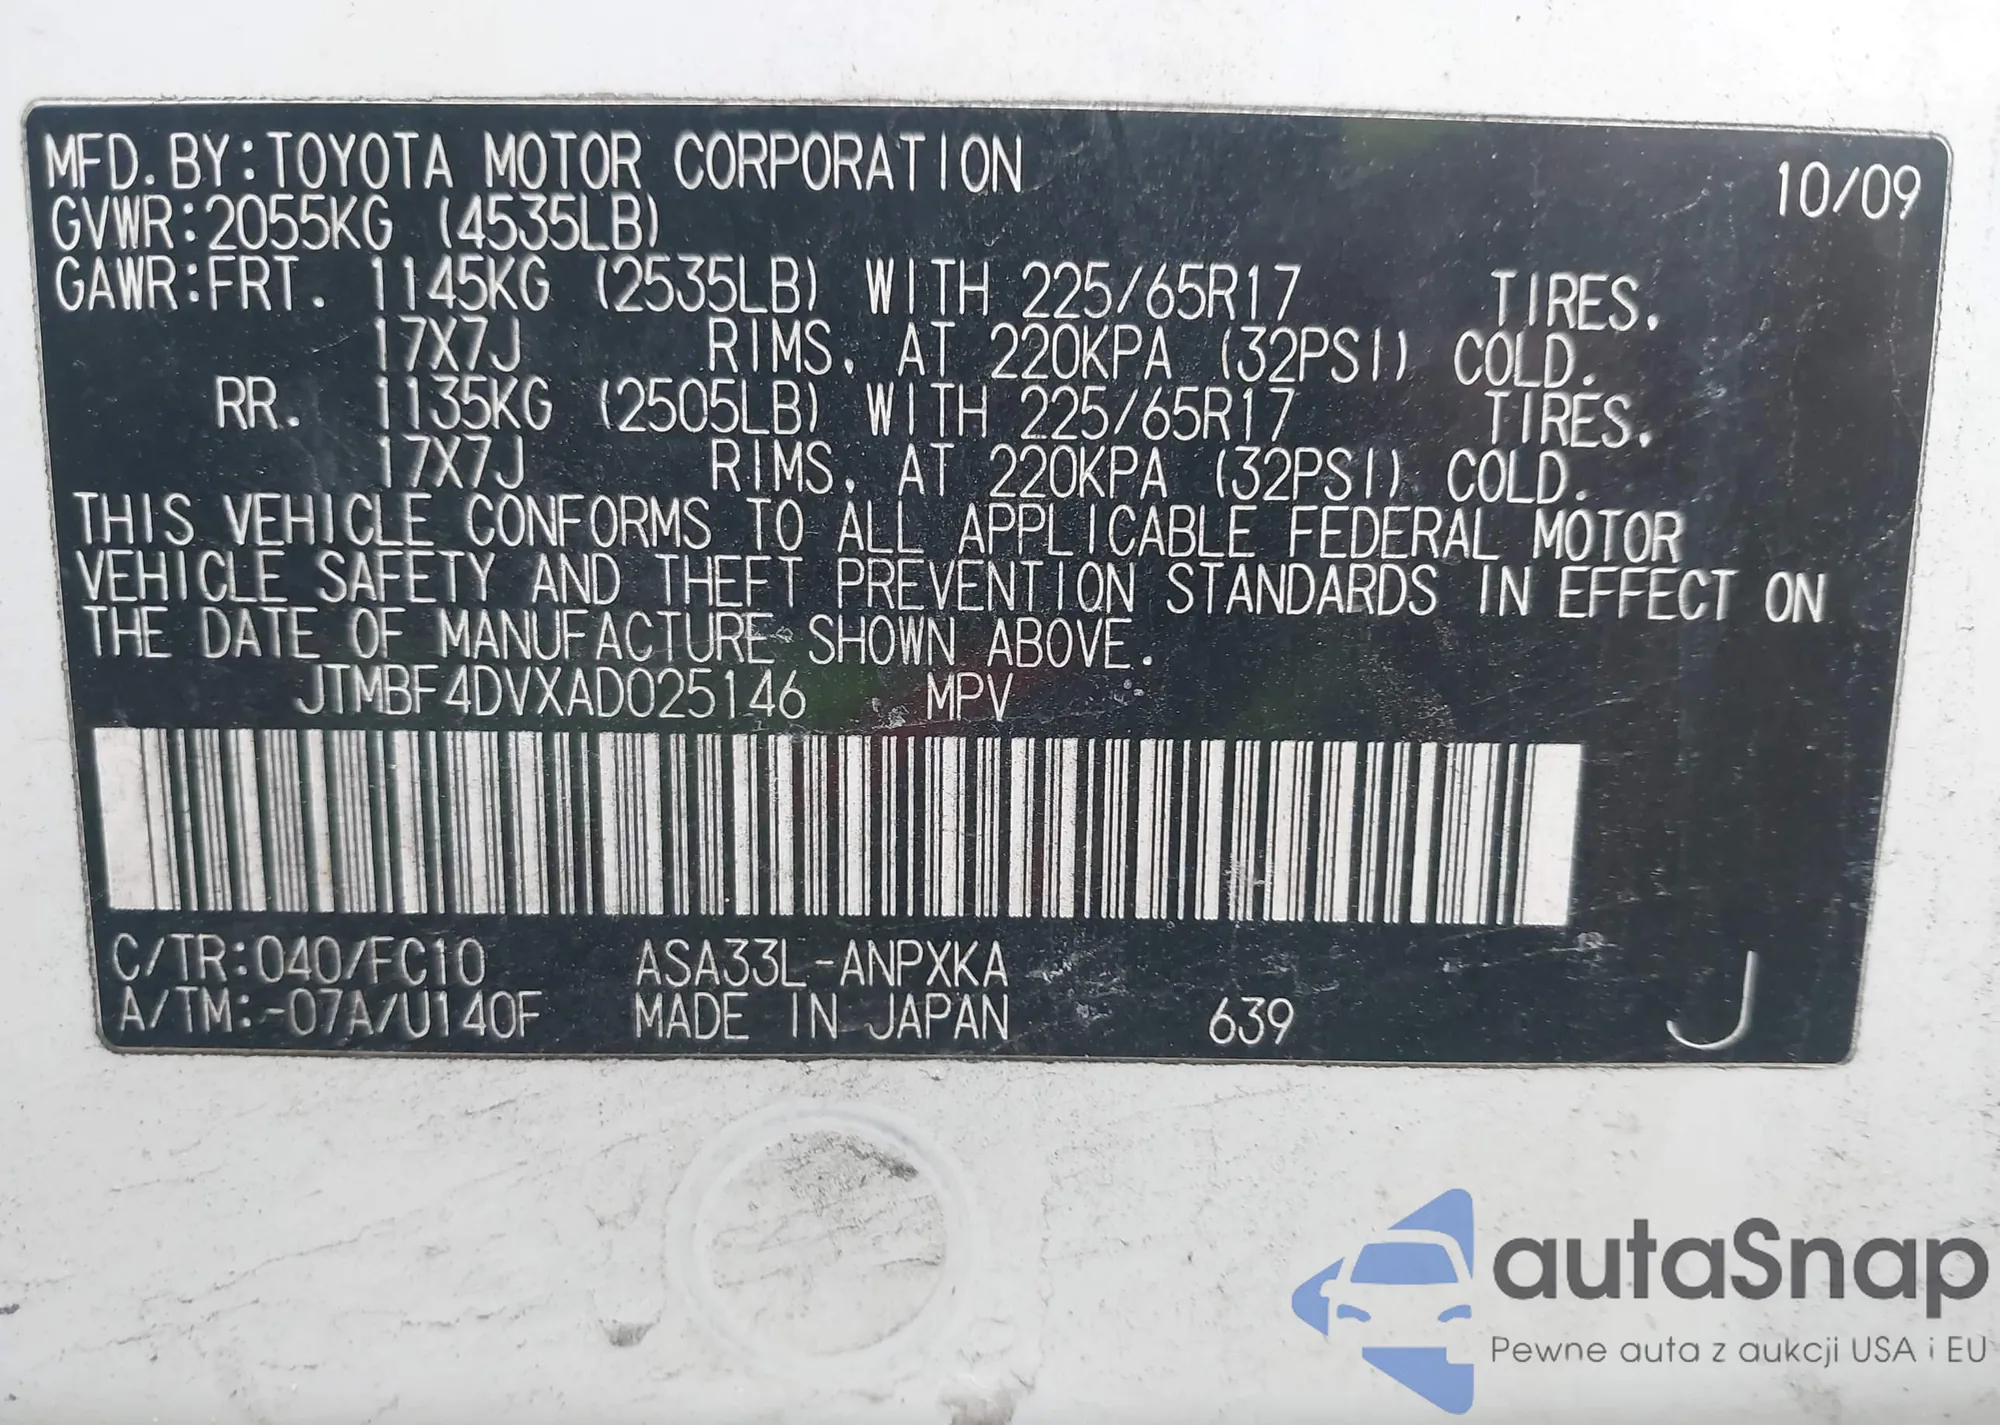 MFD. BY: TOYOTA MOTOR CORPORATION 10/09
GVWR: 2055KG (4535LB)
GAWR: FRT. 1145KG (2535LB) WITH 225/65R17 TIRES.
17X7J RIMS. AT 220KPA (32PSI) COLD.
RR. 1135KG (2505LB) WITH 225/65R17 TIRES.
17X7J RIMS. AT 220KPA (32PSI) COLD.
THIS VEHICLE CONFORMS TO ALL APPLICABLE FEDERAL MOTOR
VEHICLE SAFETY AND THEFT PREVENTION STANDARDS IN EFFECT ON
THE DATE OF MANUFACTURE SHOWN ABOVE.
JTMBF4DVXAD025146 MPV
C/TR: 040/FC10 ASA33L-ANPXKA
A/TM: -07A/U140F MADE IN JAPAN 639 J
autaSnap
Pewne auta z aukcji USA i EU